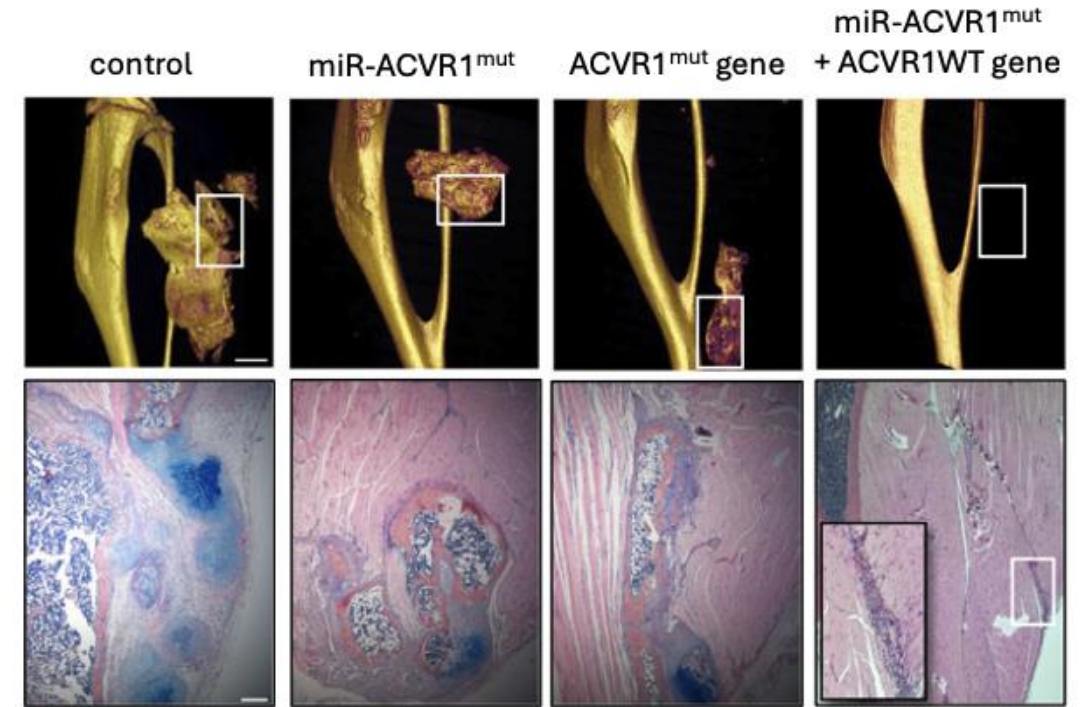 control
miR-ACVR1ᵐᵘᵗ
ACVR1ᵐᵘᵗ gene
miR-ACVR1ᵐᵘᵗ
+ ACVR1WT gene